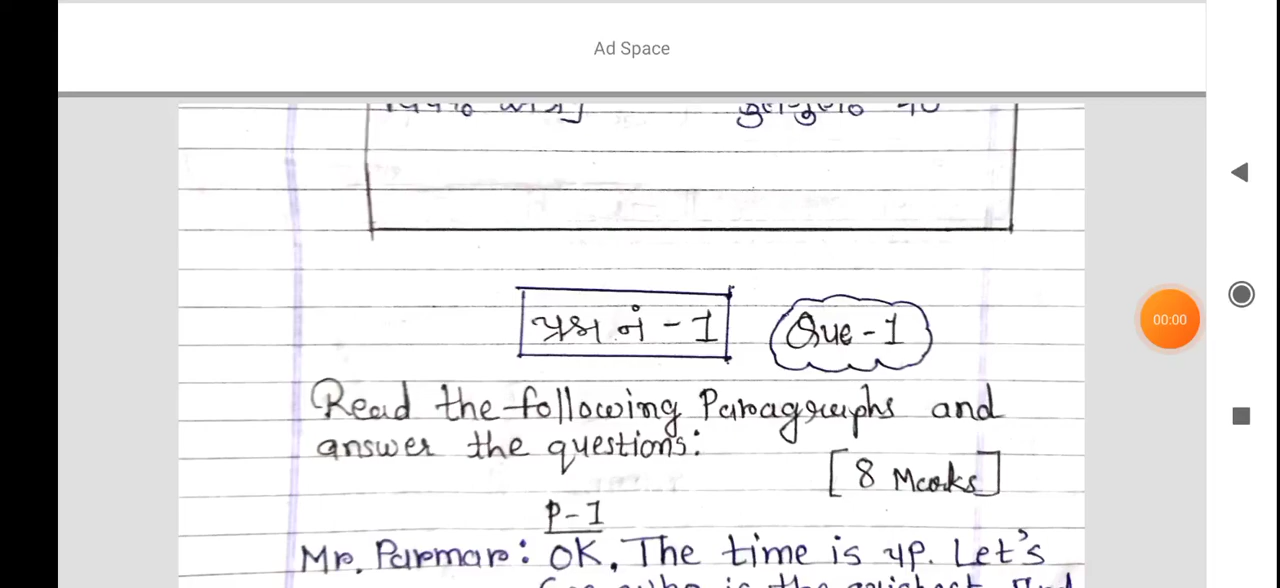 Ad Space
પ્રશ્ન નં - 1
Que - 1
Read the following Paragraphs and
answer the questions:
[8 Marks]
P-1
Mr. Parmar: OK. The time is up. Let's
00:00